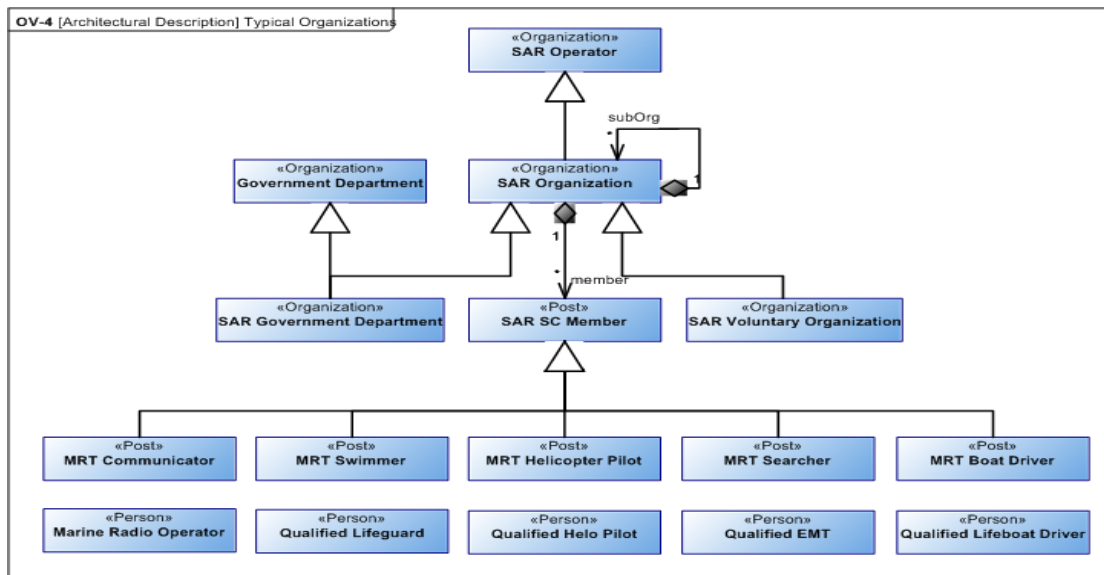 OV-4 [Architectural Description] Typical Organizations
«Organization»
SAR Operator
subOrg
*
1
«Organization»
Government Department
«Organization»
SAR Organization
1
*
member
«Organization»
SAR Government Department
«Post»
SAR SC Member
«Organization»
SAR Voluntary Organization
«Post»
MRT Communicator
«Post»
MRT Swimmer
«Post»
MRT Helicopter Pilot
«Post»
MRT Searcher
«Post»
MRT Boat Driver
«Person»
Marine Radio Operator
«Person»
Qualified Lifeguard
«Person»
Qualified Helo Pilot
«Person»
Qualified EMT
«Person»
Qualified Lifeboat Driver